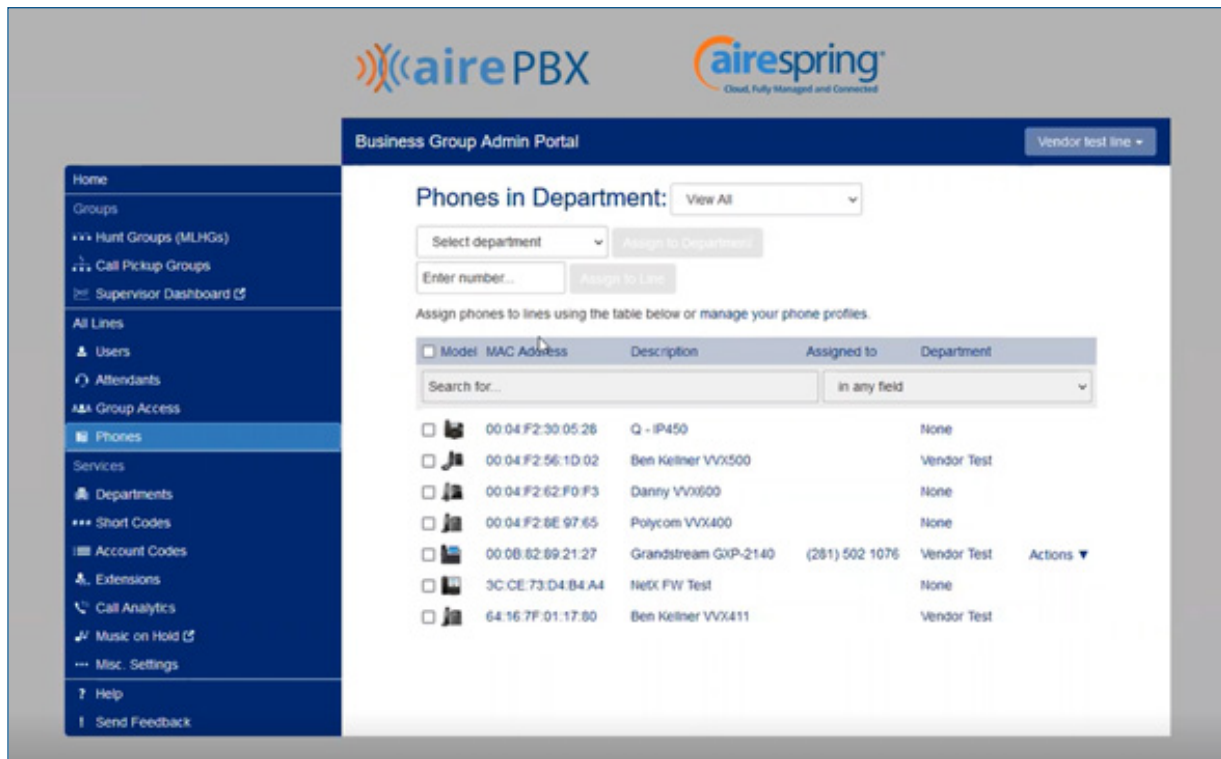 airePBX
airespring
Cloud, Fully Managed and Connected
Business Group Admin Portal
Vendor test line
Home
Groups
Hunt Groups (MLHGs)
Call Pickup Groups
Supervisor Dashboard
All Lines
Users
Attendants
Group Access
Phones
Services
Departments
Short Codes
Account Codes
Extensions
Call Analytics
Music on Hold
Misc. Settings
? Help
! Send Feedback
Phones in Department: View All
Select department Assign to Department
Enter number... Assign to Line
Assign phones to lines using the table below or manage your phone profiles.
Model MAC Address Description Assigned to Department
Search for... in any field
00:04:F2:30:05:28 Q - IP450 None
00:04:F2:56:1D:02 Ben Kellner VVX500 Vendor Test
00:04:F2:62:F0:F3 Danny VVX600 None
00:04:F2:8E:97:65 Polycom VVX400 None
00:0B:82:89:21:27 Grandstream GXP-2140 (281) 502 1076 Vendor Test Actions ▼
3C:CE:73:D4:B4:A4 NetX FW Test None
64:16:7F:01:17:80 Ben Kellner VVX411 Vendor Test